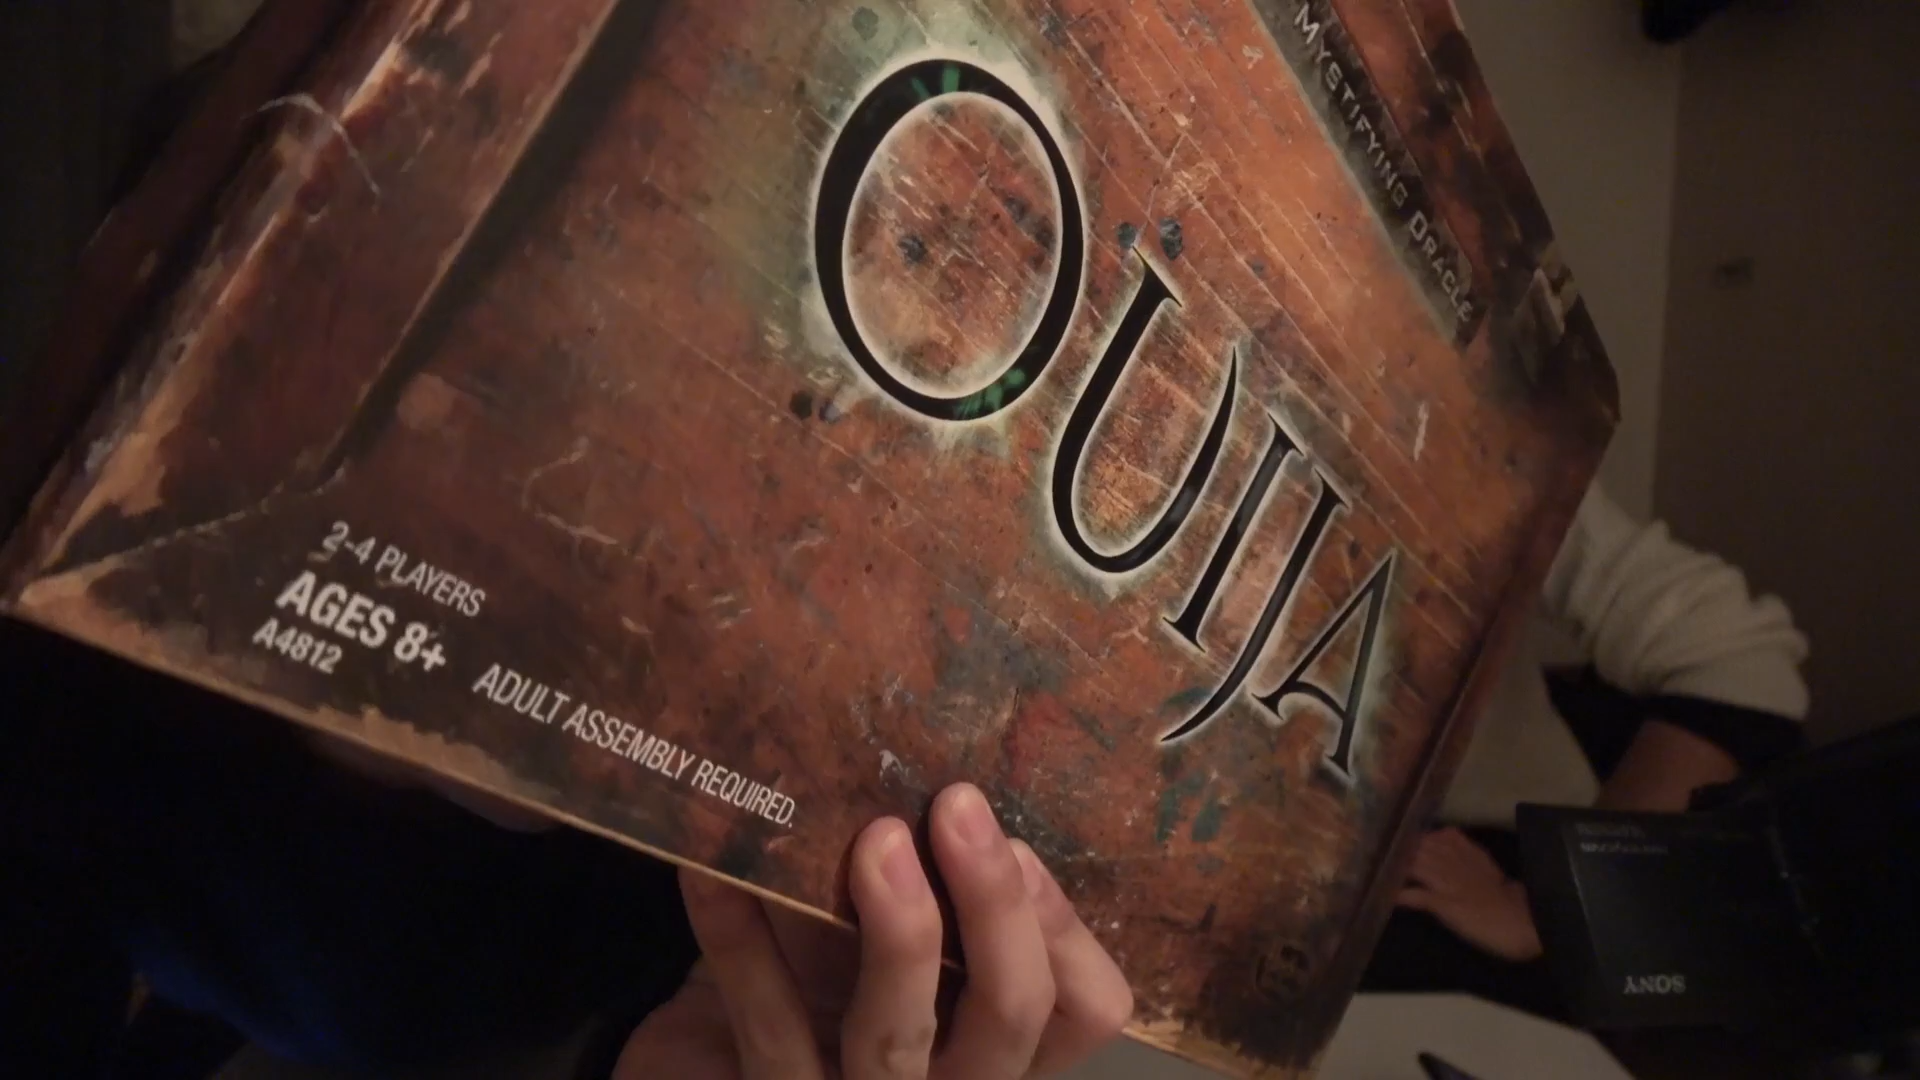 MYSTIFYING ORACLE
OUIJA
2-4 PLAYERS
AGES 8+
A4812
ADULT ASSEMBLY REQUIRED.
SONY